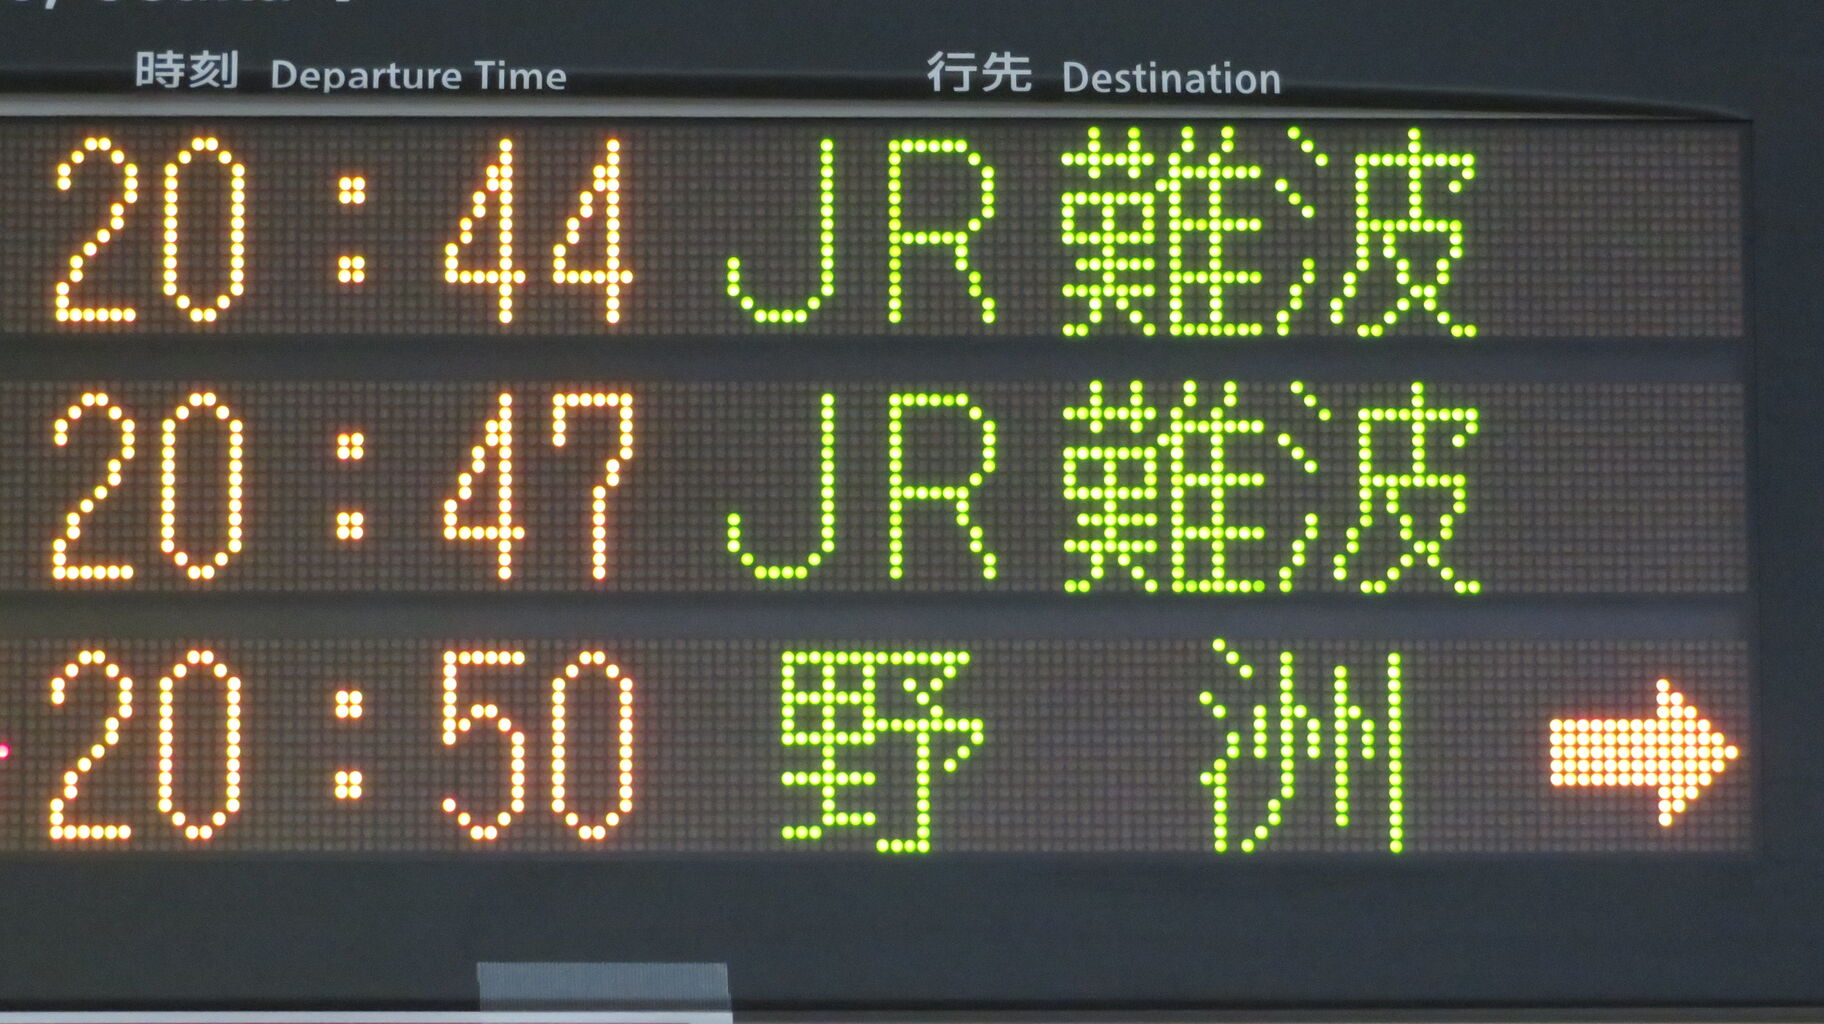 時刻 Departure Time 行先 Destination
20:44 JR難波
20:47 JR難波
20:50 野洲